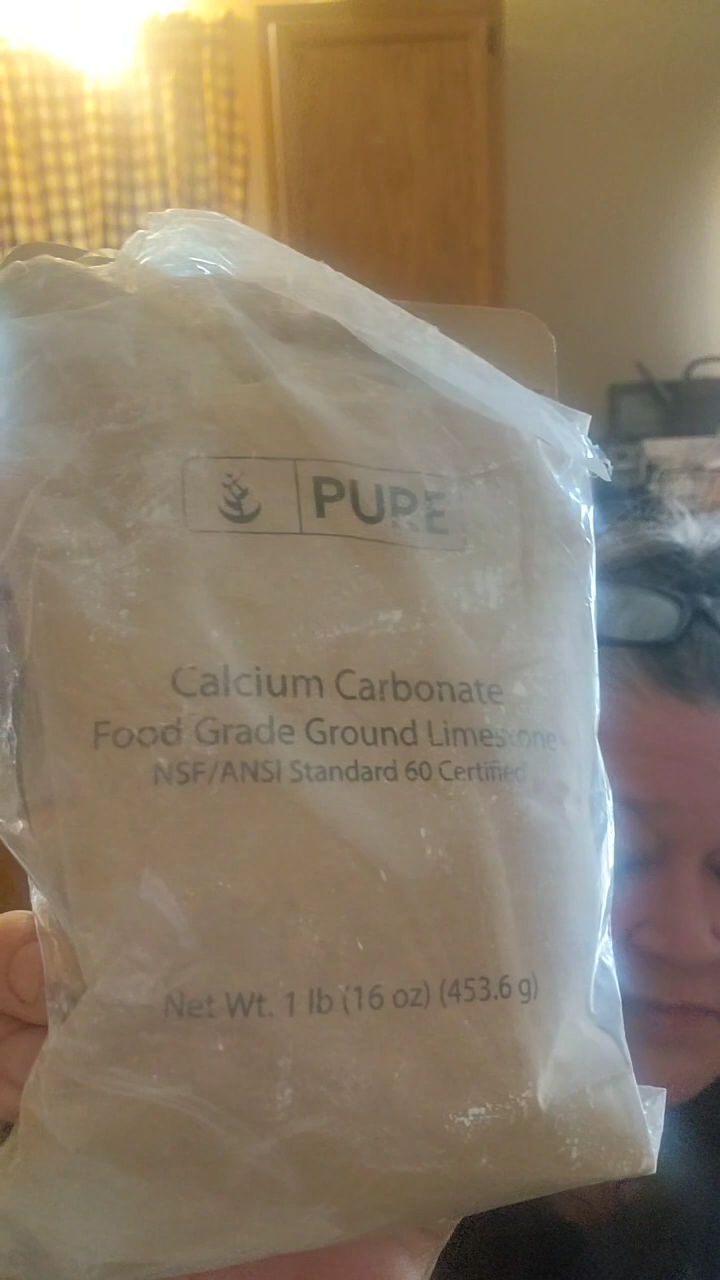 PURE
Calcium Carbonate
Food Grade Ground Limestone
NSF/ANSI Standard 60 Certified
Net Wt. 1 lb (16 oz) (453.6 g)